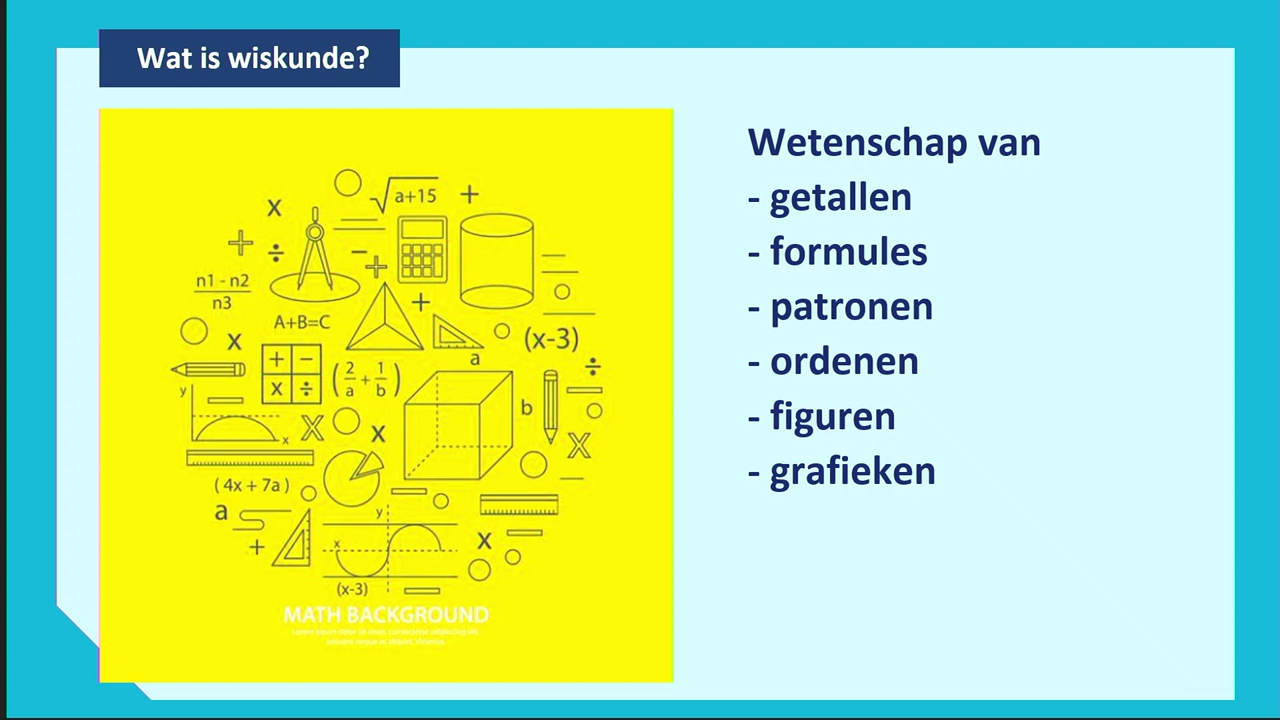 Wat is wiskunde?
Wetenschap van
- getallen
- formules
- patronen
- ordenen
- figuren
- grafieken
√a+15
+
x
+
÷
−
+
n1 - n2
n3
A+B=C
+
x
(x-3)
a
÷
+ −
x ÷
(2/a + 1/b)
y
x
b
X
x
X
(4x + 7a)
a
y
+
x
x
(x-3)
MATH BACKGROUND